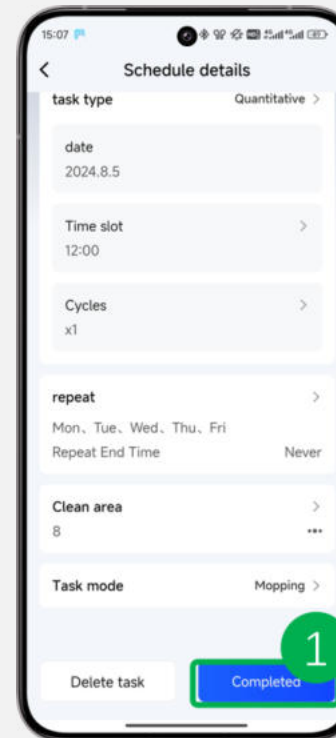 15:07
Schedule details
task type Quantitative >
date
2024.8.5
Time slot >
12:00
Cycles >
x1
repeat >
Mon、Tue、Wed、Thu、Fri
Repeat End Time Never
Clean area >
8 •••
Task mode Mopping >
1
Delete task Completed